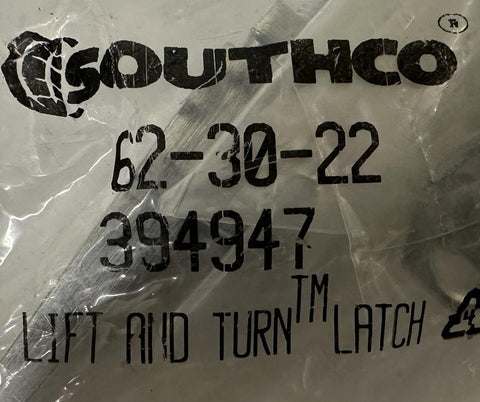 SOUTHCO ®
62-30-22
394947
LIFT AND TURN™ LATCH